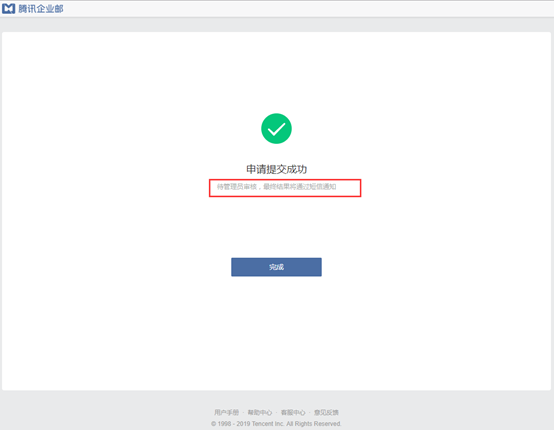 腾讯企业邮
申请提交成功
待管理员审核，最终结果将通过短信通知
完成
用户手册 · 帮助中心 · 客服中心 · 意见反馈
© 1998 - 2019 Tencent Inc. All Rights Reserved.